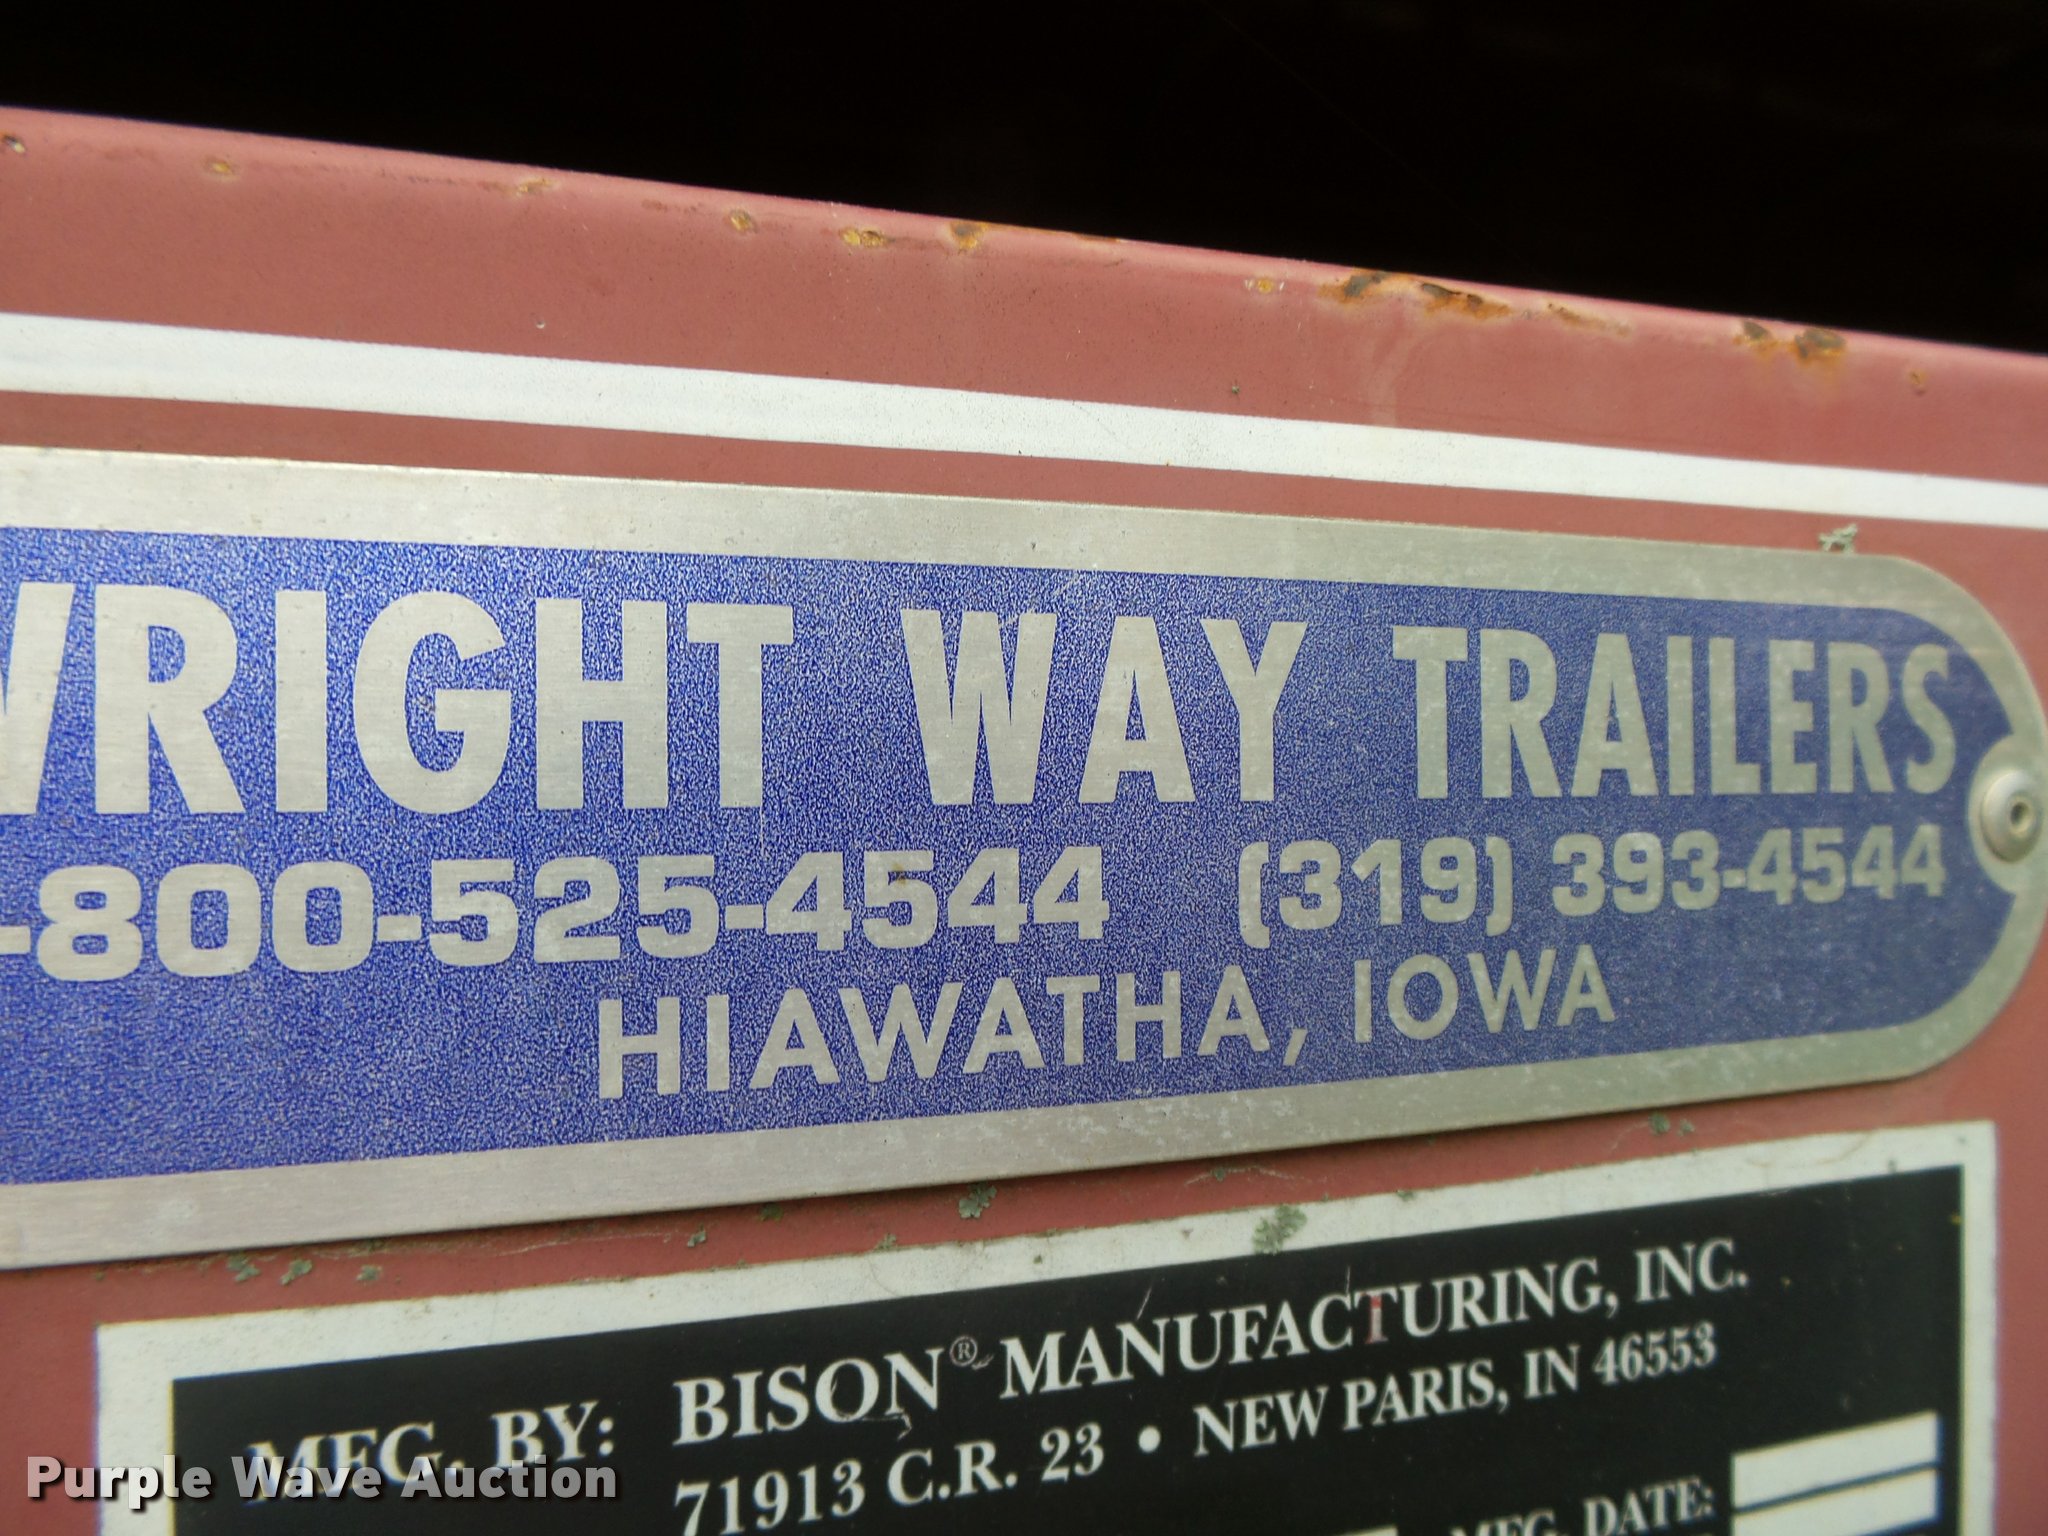 WRIGHT WAY TRAILERS
-800-525-4544 (319) 393-4544
HIAWATHA, IOWA
MFG. BY: BISON® MANUFACTURING, INC.
71913 C.R. 23 • NEW PARIS, IN 46553
MFG. DATE:
Purple Wave Auction